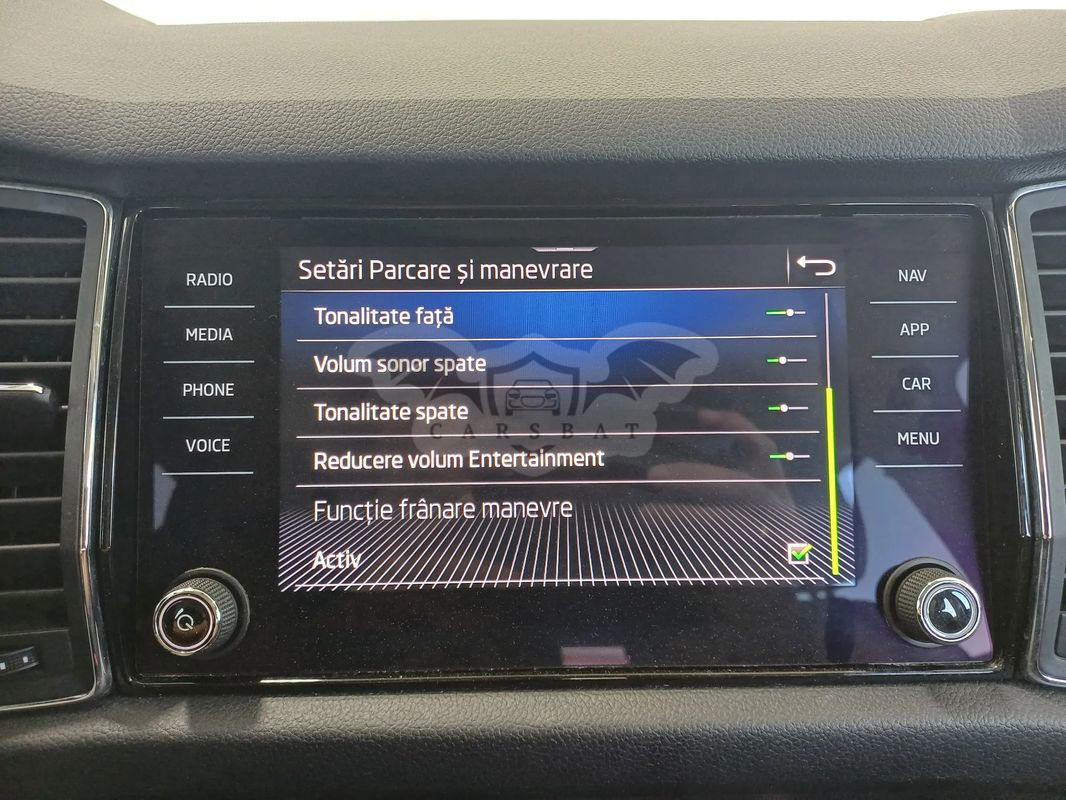 RADIO
MEDIA
PHONE
VOICE
Setări Parcare și manevrare
Tonalitate față
Volum sonor spate
Tonalitate spate
Reducere volum Entertainment
Funcție frânare manevre
Activ
NAV
APP
CAR
MENU
CARSBAT